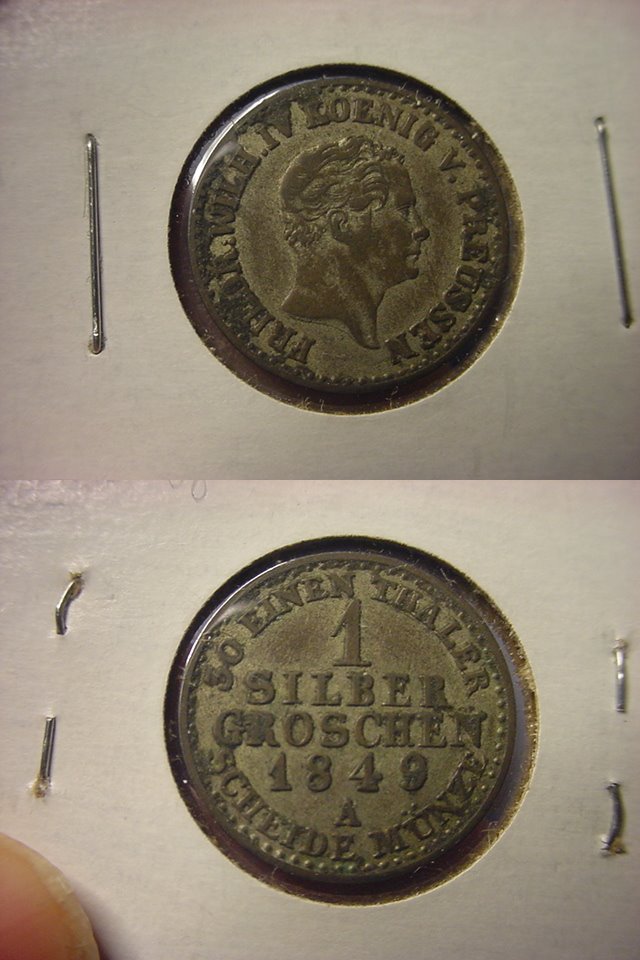 FRIEDR. WILH. IV KOENIG V. PREUSSEN
30 EINEN THALER
1
SILBER
GROSCHEN
1849
A
SCHEIDE MÜNZE